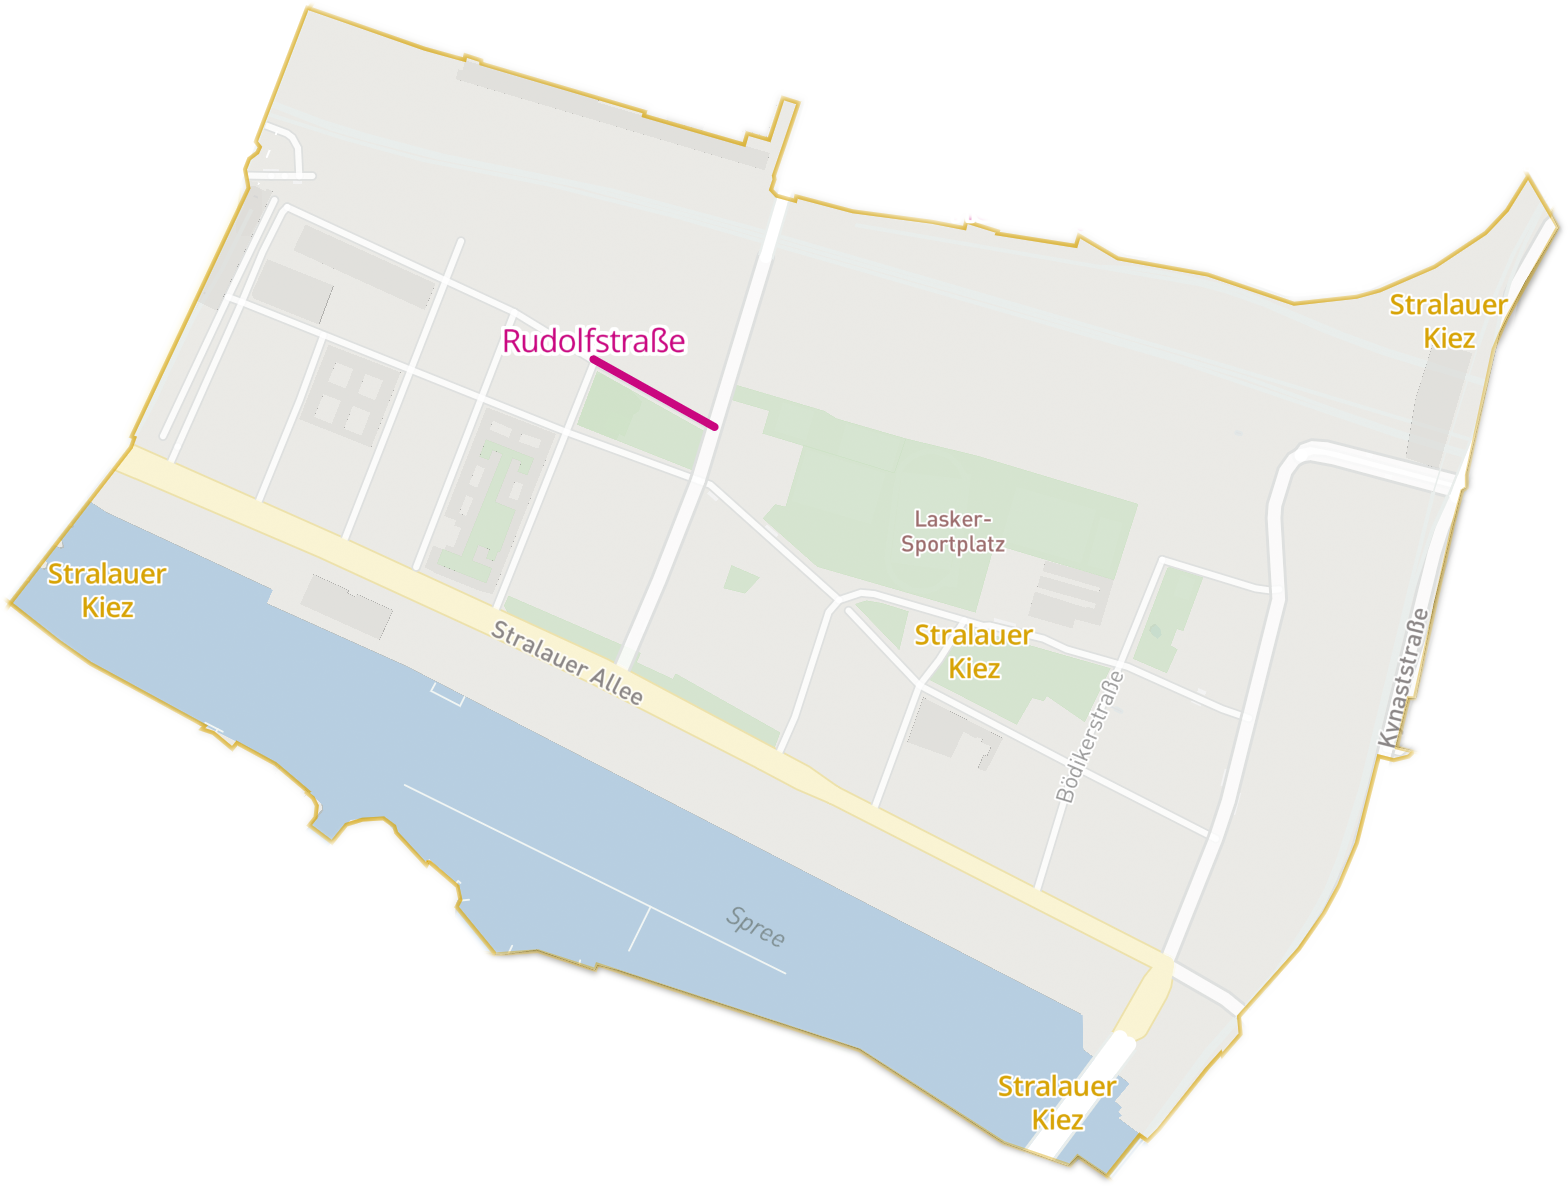 Stralauer
Kiez
Rudolfstraße
Lasker-
Sportplatz
Stralauer
Kiez
Stralauer
Kiez
Stralauer Allee
Bödikerstraße
Kynaststraße
Spree
Stralauer
Kiez